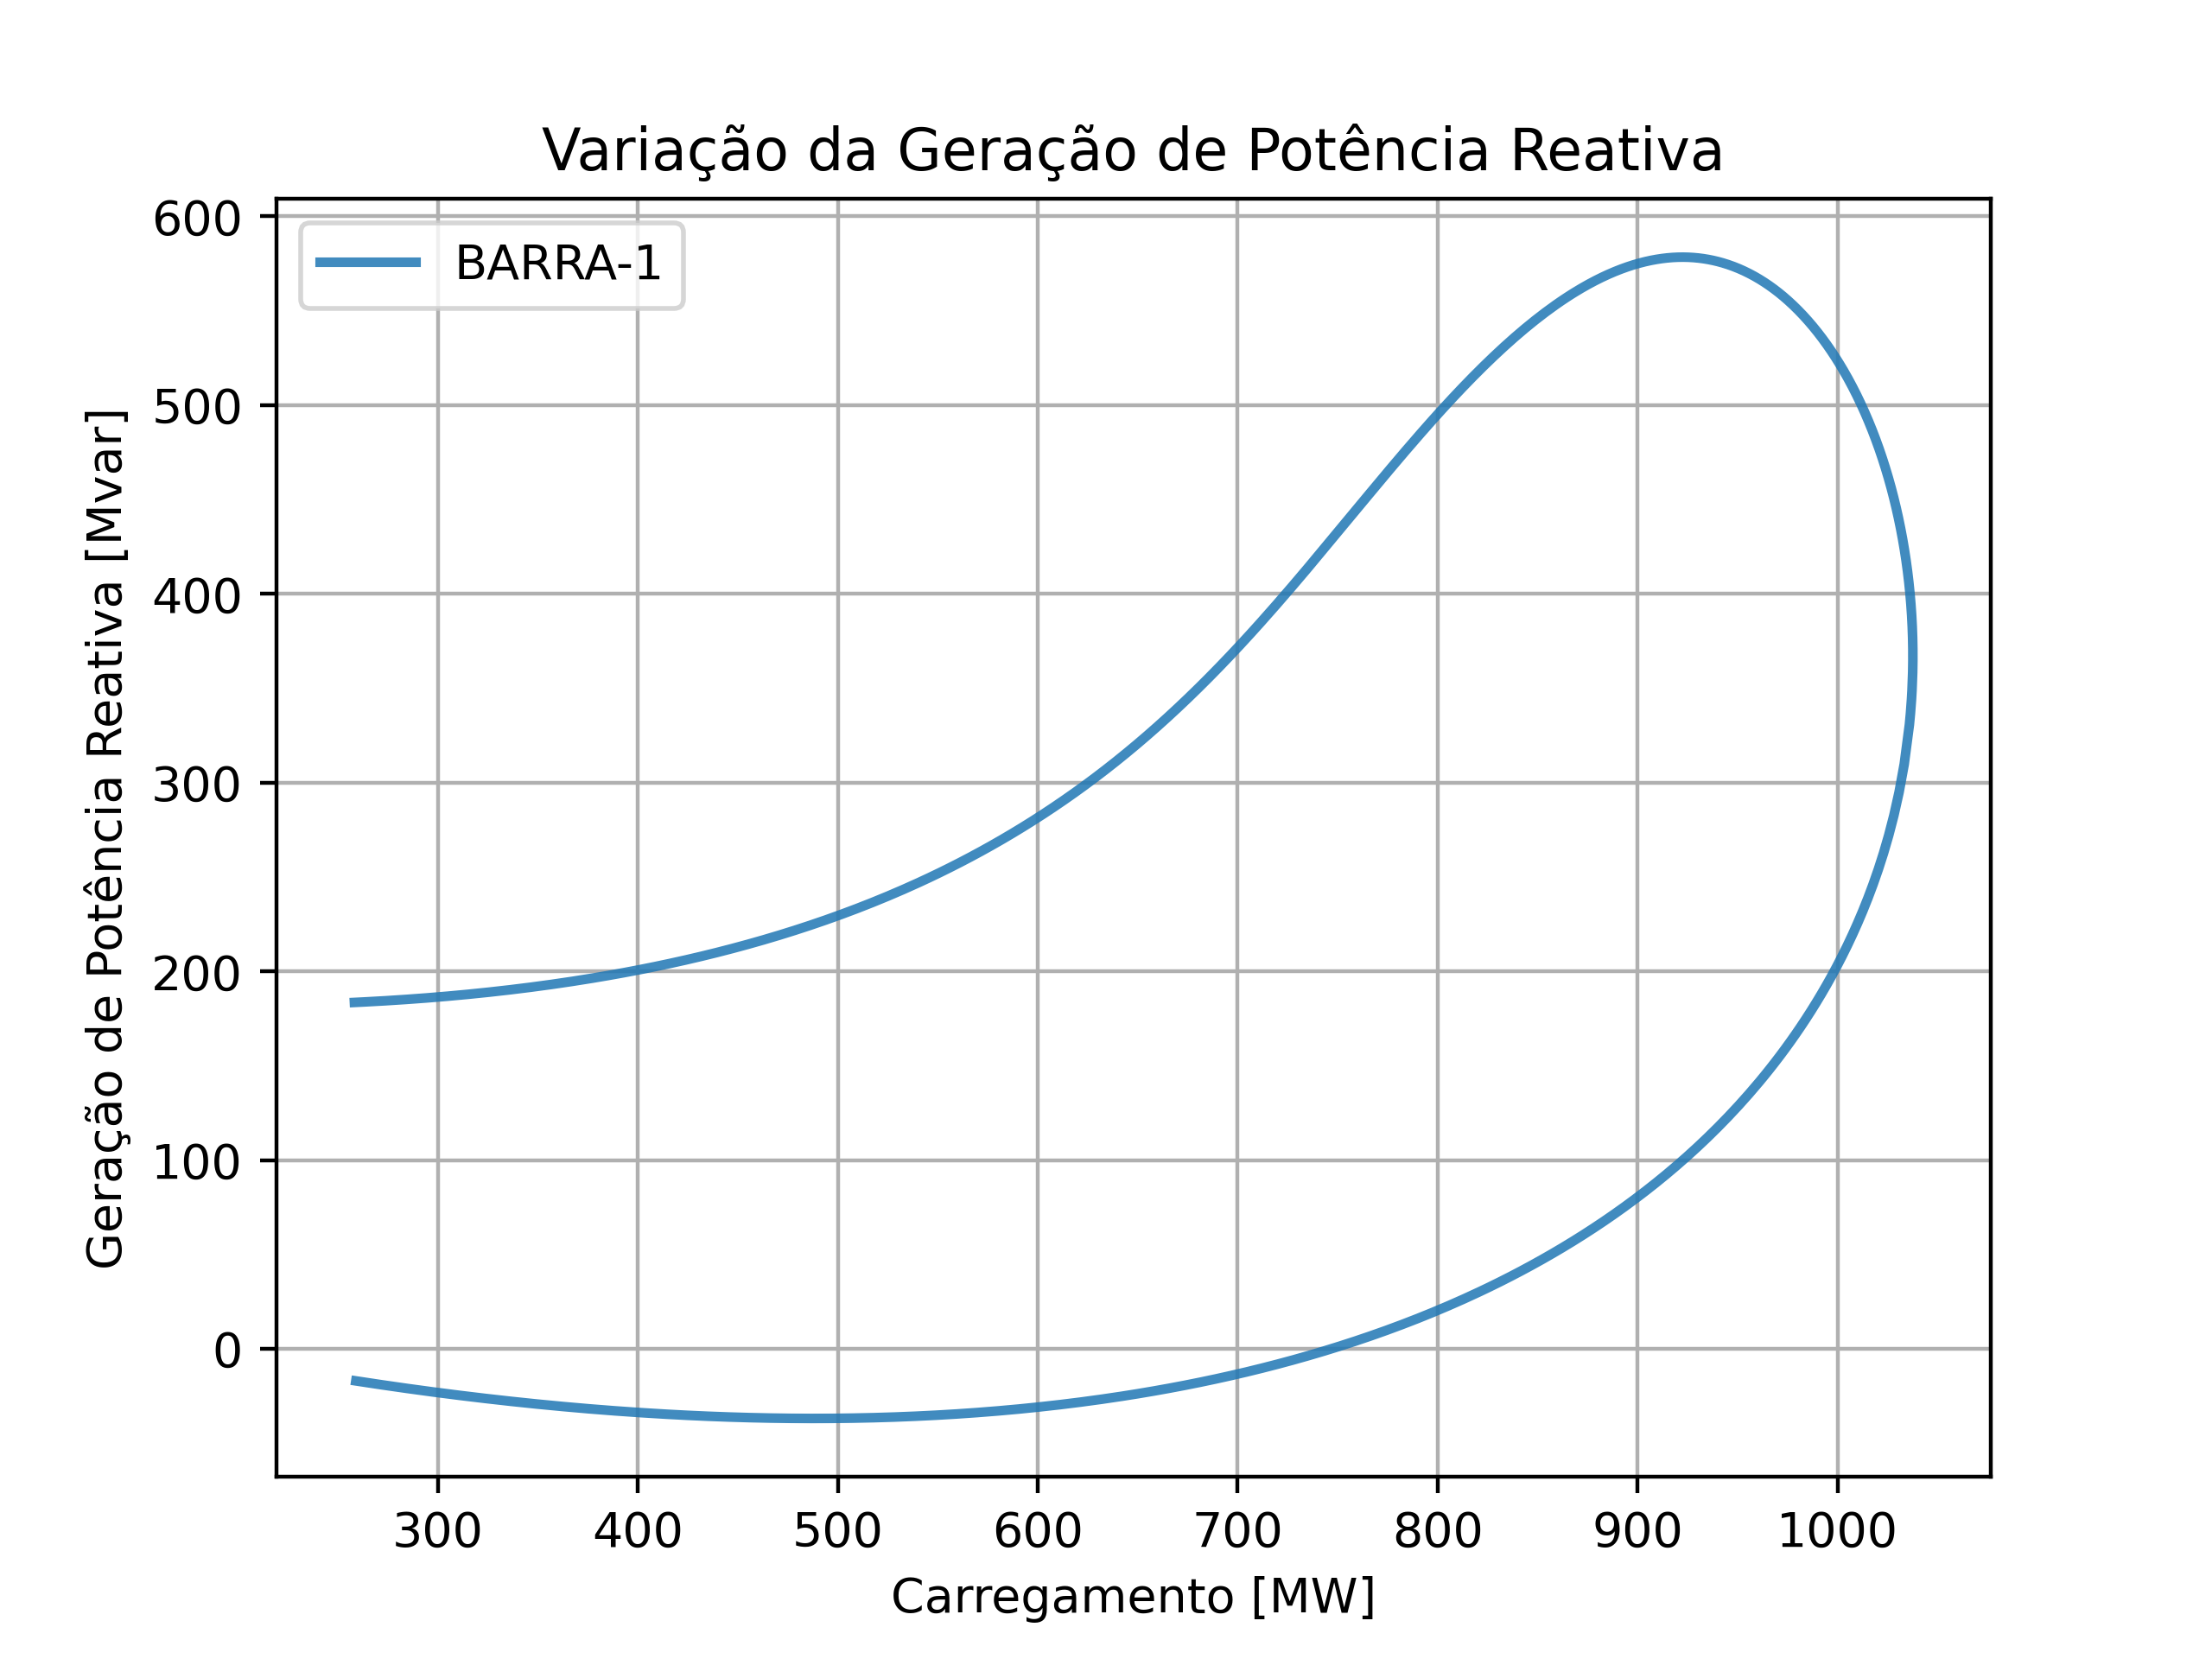 Variação da Geração de Potência Reativa
BARRA-1
Geração de Potência Reativa [Mvar]
600
500
400
300
200
100
0
300 400 500 600 700 800 900 1000
Carregamento [MW]